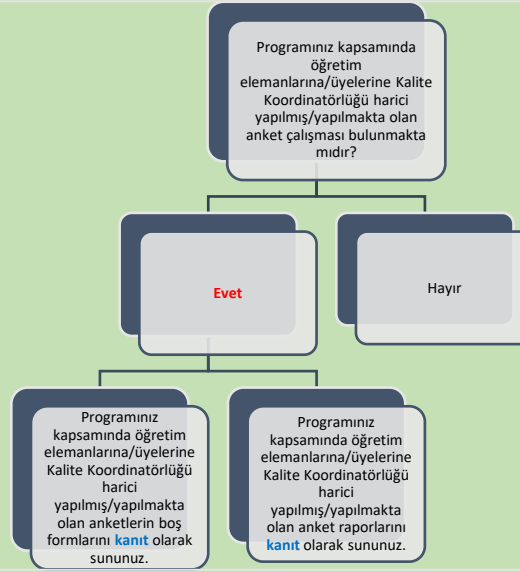 Programınız kapsamında
öğretim
elemanlarına/üyelerine Kalite
Koordinatörlüğü harici
yapılmış/yapılmakta olan
anket çalışması bulunmakta
mıdır?
Evet
Hayır
Programınız
kapsamında öğretim
elemanlarına/üyelerine
Kalite Koordinatörlüğü
harici
yapılmış/yapılmakta
olan anketlerin boş
formlarını kanıt olarak
sununuz.
Programınız
kapsamında öğretim
elemanlarına/üyelerine
Kalite Koordinatörlüğü
harici
yapılmış/yapılmakta
olan anket raporlarını
kanıt olarak sununuz.